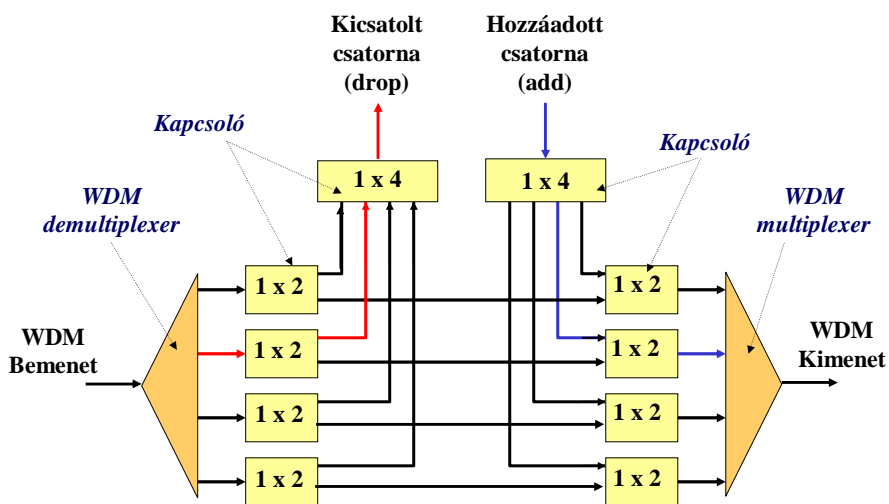 Kicsatolt
csatorna
(drop)
Hozzáadott
csatorna
(add)
Kapcsoló
Kapcsoló
1 x 4
1 x 4
WDM
demultiplexer
WDM
multiplexer
1 x 2
1 x 2
WDM
Bemenet
1 x 2
1 x 2
WDM
Kimenet
1 x 2
1 x 2
1 x 2
1 x 2